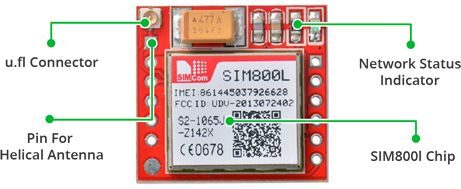 A 477A
u.fl Connector
Network Status
Indicator
SIMCom
SIM800L
IMEI:861445037926628
FCC ID: UDV-2013072402
S2-1065J
-Z142X
CE0678
Pin For
Helical Antenna
SIM800l Chip